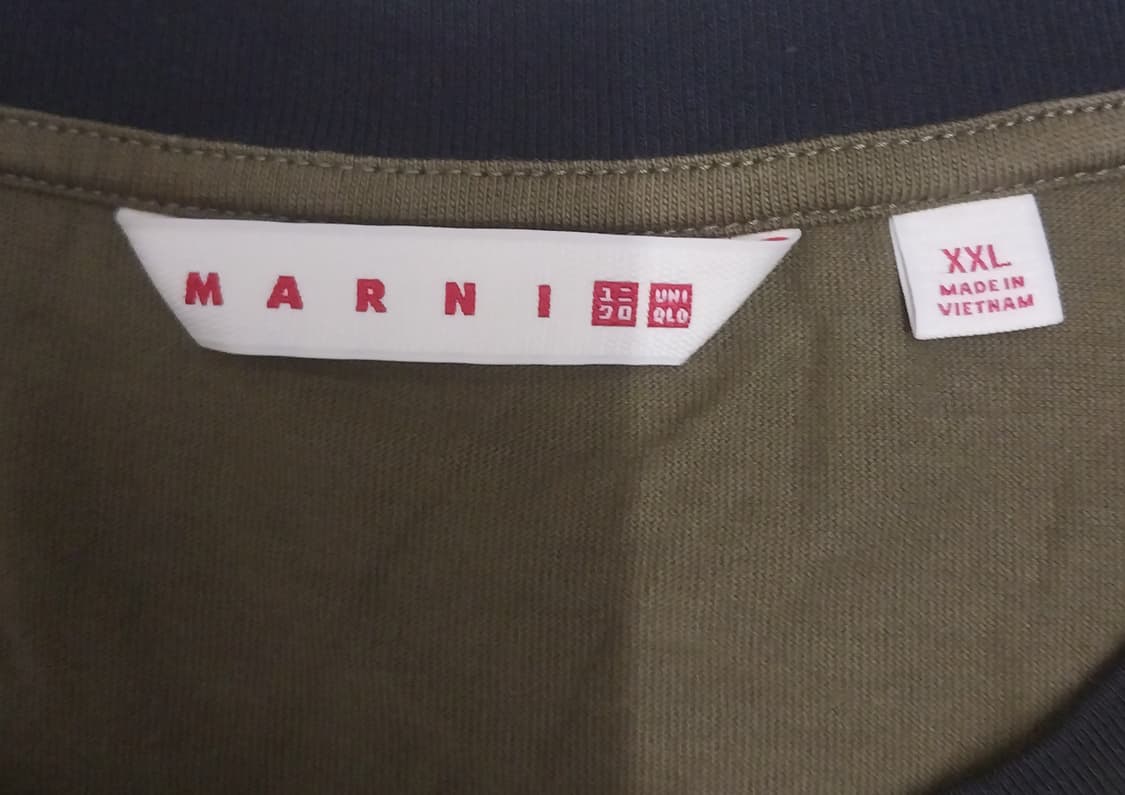 MARNI ユニ UNI
クロ QLO
XXL
MADE IN
VIETNAM